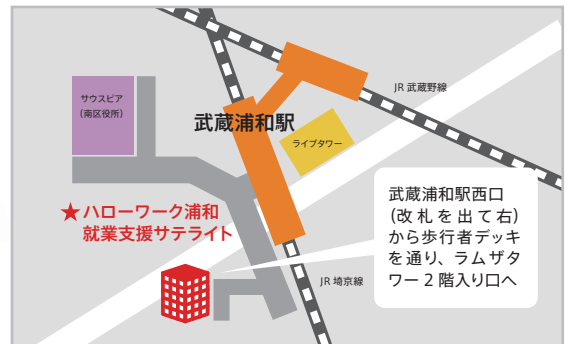 JR 武蔵野線
サウスピア
(南区役所)
武蔵浦和駅
ライブタワー
★ハローワーク浦和
就業支援サテライト
武蔵浦和駅西口
(改札を出て右)
から歩行者デッキ
を通り、ラムザタ
ワー 2 階入り口へ
JR 埼京線